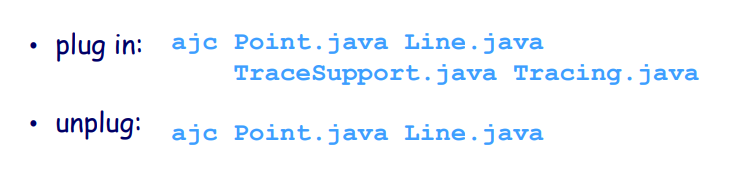 • plug in: ajc Point.java Line.java
TraceSupport.java Tracing.java
• unplug: ajc Point.java Line.java